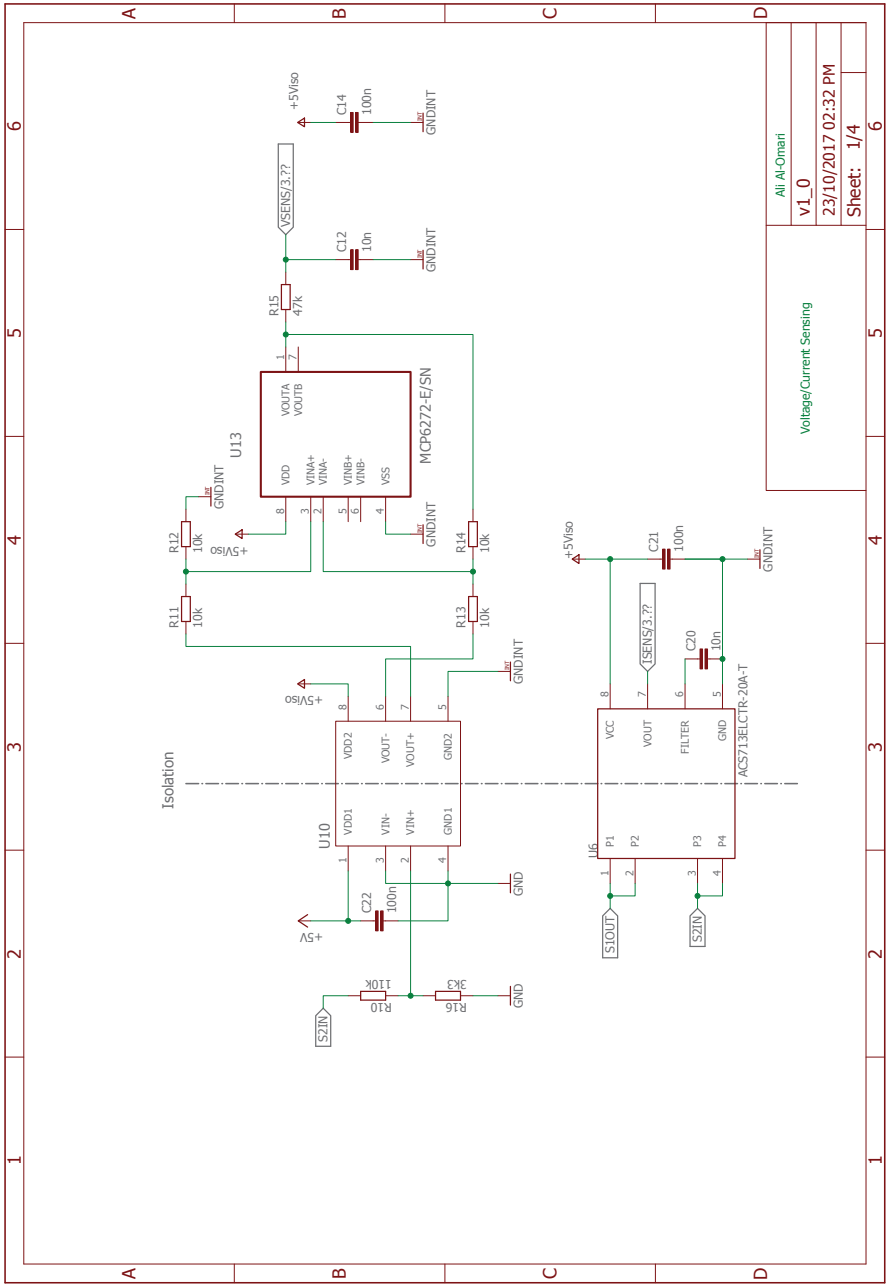 1
2
3
4
5
6
A
B
C
D
Isolation
S2IN
R10
110k
R16
3k3
GND
+5V
C22
100n
GND
U10
1
3
2
4
VDD1
VIN-
VIN+
GND1
VDD2
VOUT-
VOUT+
GND2
8
6
7
5
+5Viso
GNDINT
R11
10k
R12
10k
GNDINT
R13
10k
R14
10k
+5Viso
GNDINT
U13
8
3
2
5
6
4
VDD
VINA+
VINA-
VINB+
VINB-
VSS
VOUTA
VOUTB
1
7
MCP6272-E/SN
R15
47k
VSENS/3.??
C12
10n
GNDINT
+5Viso
C14
100n
GNDINT
S1OUT
S2IN
U6
1
2
3
4
P1
P2
P3
P4
VCC
VOUT
FILTER
GND
8
7
6
5
ACS713ELCTR-20A-T
ISENS/3.??
C20
10n
+5Viso
C21
100n
GNDINT
Voltage/Current Sensing
Ali Al-Omari
v1_0
23/10/2017 02:32 PM
Sheet: 1/4
1
2
3
4
5
6
A
B
C
D